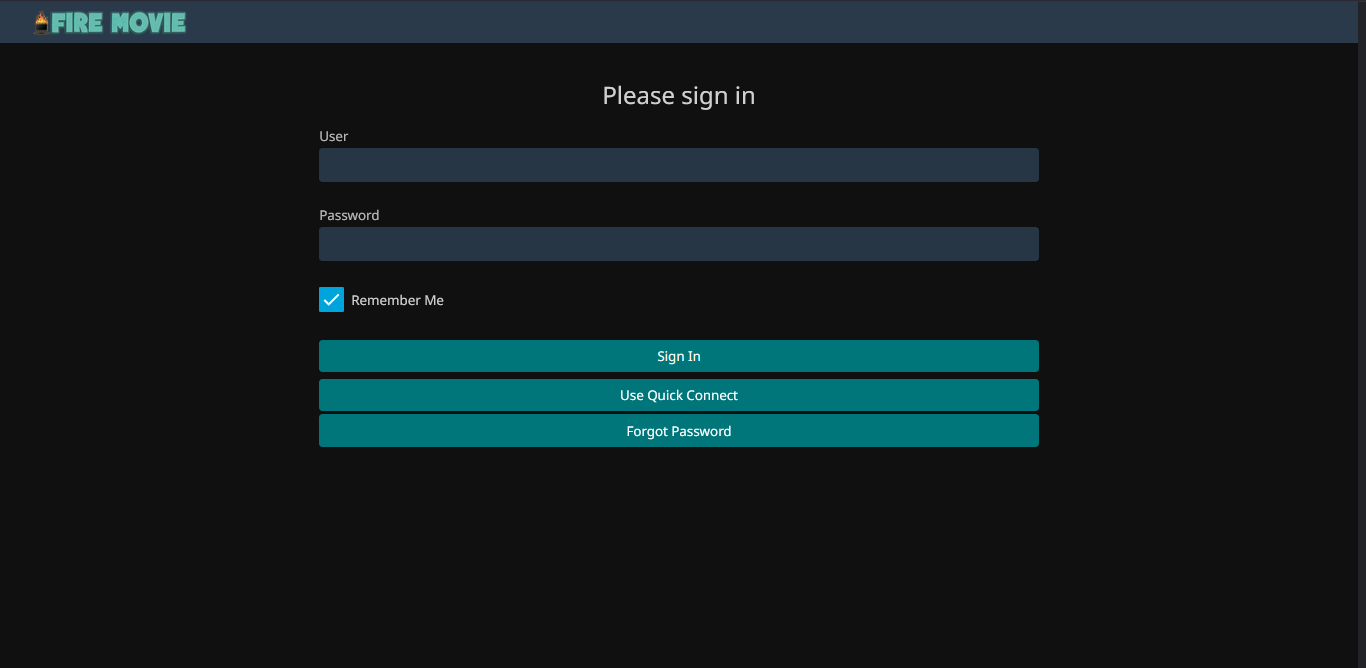 FIRE MOVIE
Please sign in
User
Password
Remember Me
Sign In
Use Quick Connect
Forgot Password